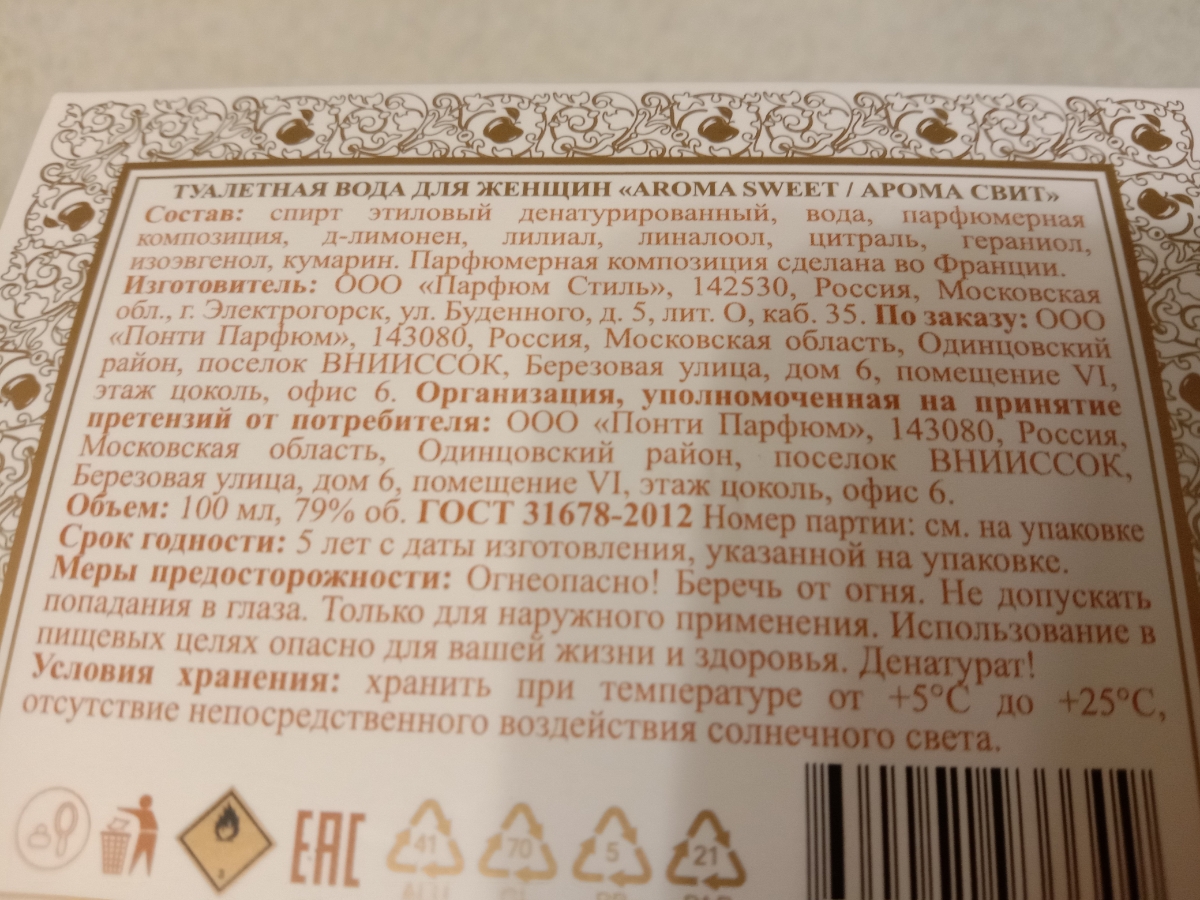 ТУАЛЕТНАЯ ВОДА ДЛЯ ЖЕНЩИН «AROMA SWEET / АРОМА СВИТ»
Состав: спирт этиловый денатурированный, вода, парфюмерная
композиция, д-лимонен, лилиал, линалоол, цитраль, гераниол,
изоэвгенол, кумарин. Парфюмерная композиция сделана во Франции.
Изготовитель: ООО «Парфюм Стиль», 142530, Россия, Московская
обл., г. Электрогорск, ул. Буденного, д. 5, лит. О, каб. 35. По заказу: ООО
«Понти Парфюм», 143080, Россия, Московская область, Одинцовский
район, поселок ВНИИССОК, Березовая улица, дом 6, помещение VI,
этаж цоколь, офис 6. Организация, уполномоченная на принятие
претензий от потребителя: ООО «Понти Парфюм», 143080, Россия,
Московская область, Одинцовский район, поселок ВНИИССОК,
Березовая улица, дом 6, помещение VI, этаж цоколь, офис 6.
Объем: 100 мл, 79% об. ГОСТ 31678-2012 Номер партии: см. на упаковке
Срок годности: 5 лет с даты изготовления, указанной на упаковке.
Меры предосторожности: Огнеопасно! Беречь от огня. Не допускать
попадания в глаза. Только для наружного применения. Использование в
пищевых целях опасно для вашей жизни и здоровья. Денатурат!
Условия хранения: хранить при температуре от +5°С до +25°С,
отсутствие непосредственного воздействия солнечного света.
EAC 41 70 5 21